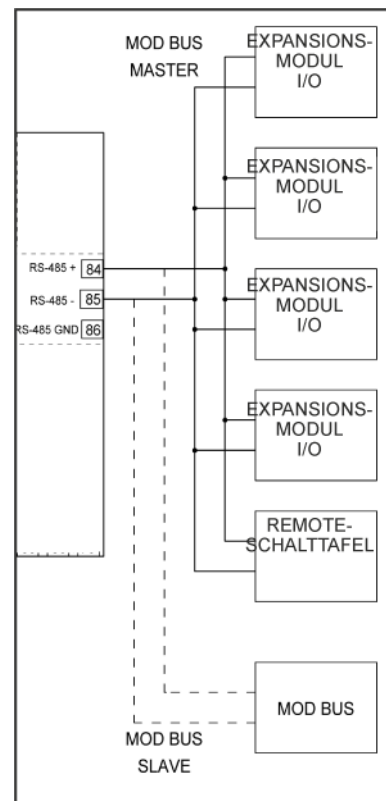 MOD BUS
MASTER
EXPANSIONS-
MODUL
I/O
EXPANSIONS-
MODUL
I/O
RS-485 + 84
RS-485 - 85
RS-485 GND 86
EXPANSIONS-
MODUL
I/O
EXPANSIONS-
MODUL
I/O
REMOTE-
SCHALTTAFEL
MOD BUS
MOD BUS
SLAVE